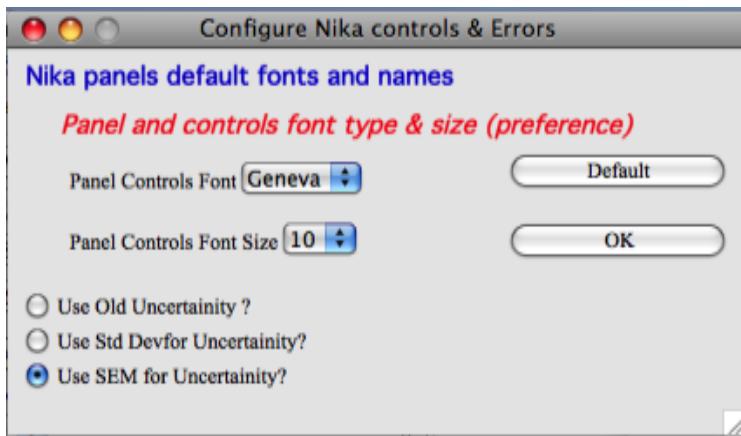 Configure Nika controls & Errors
Nika panels default fonts and names
Panel and controls font type & size (preference)
Panel Controls Font Geneva Default
Panel Controls Font Size 10 OK
Use Old Uncertainity ?
Use Std Devfor Uncertainity?
Use SEM for Uncertainity?